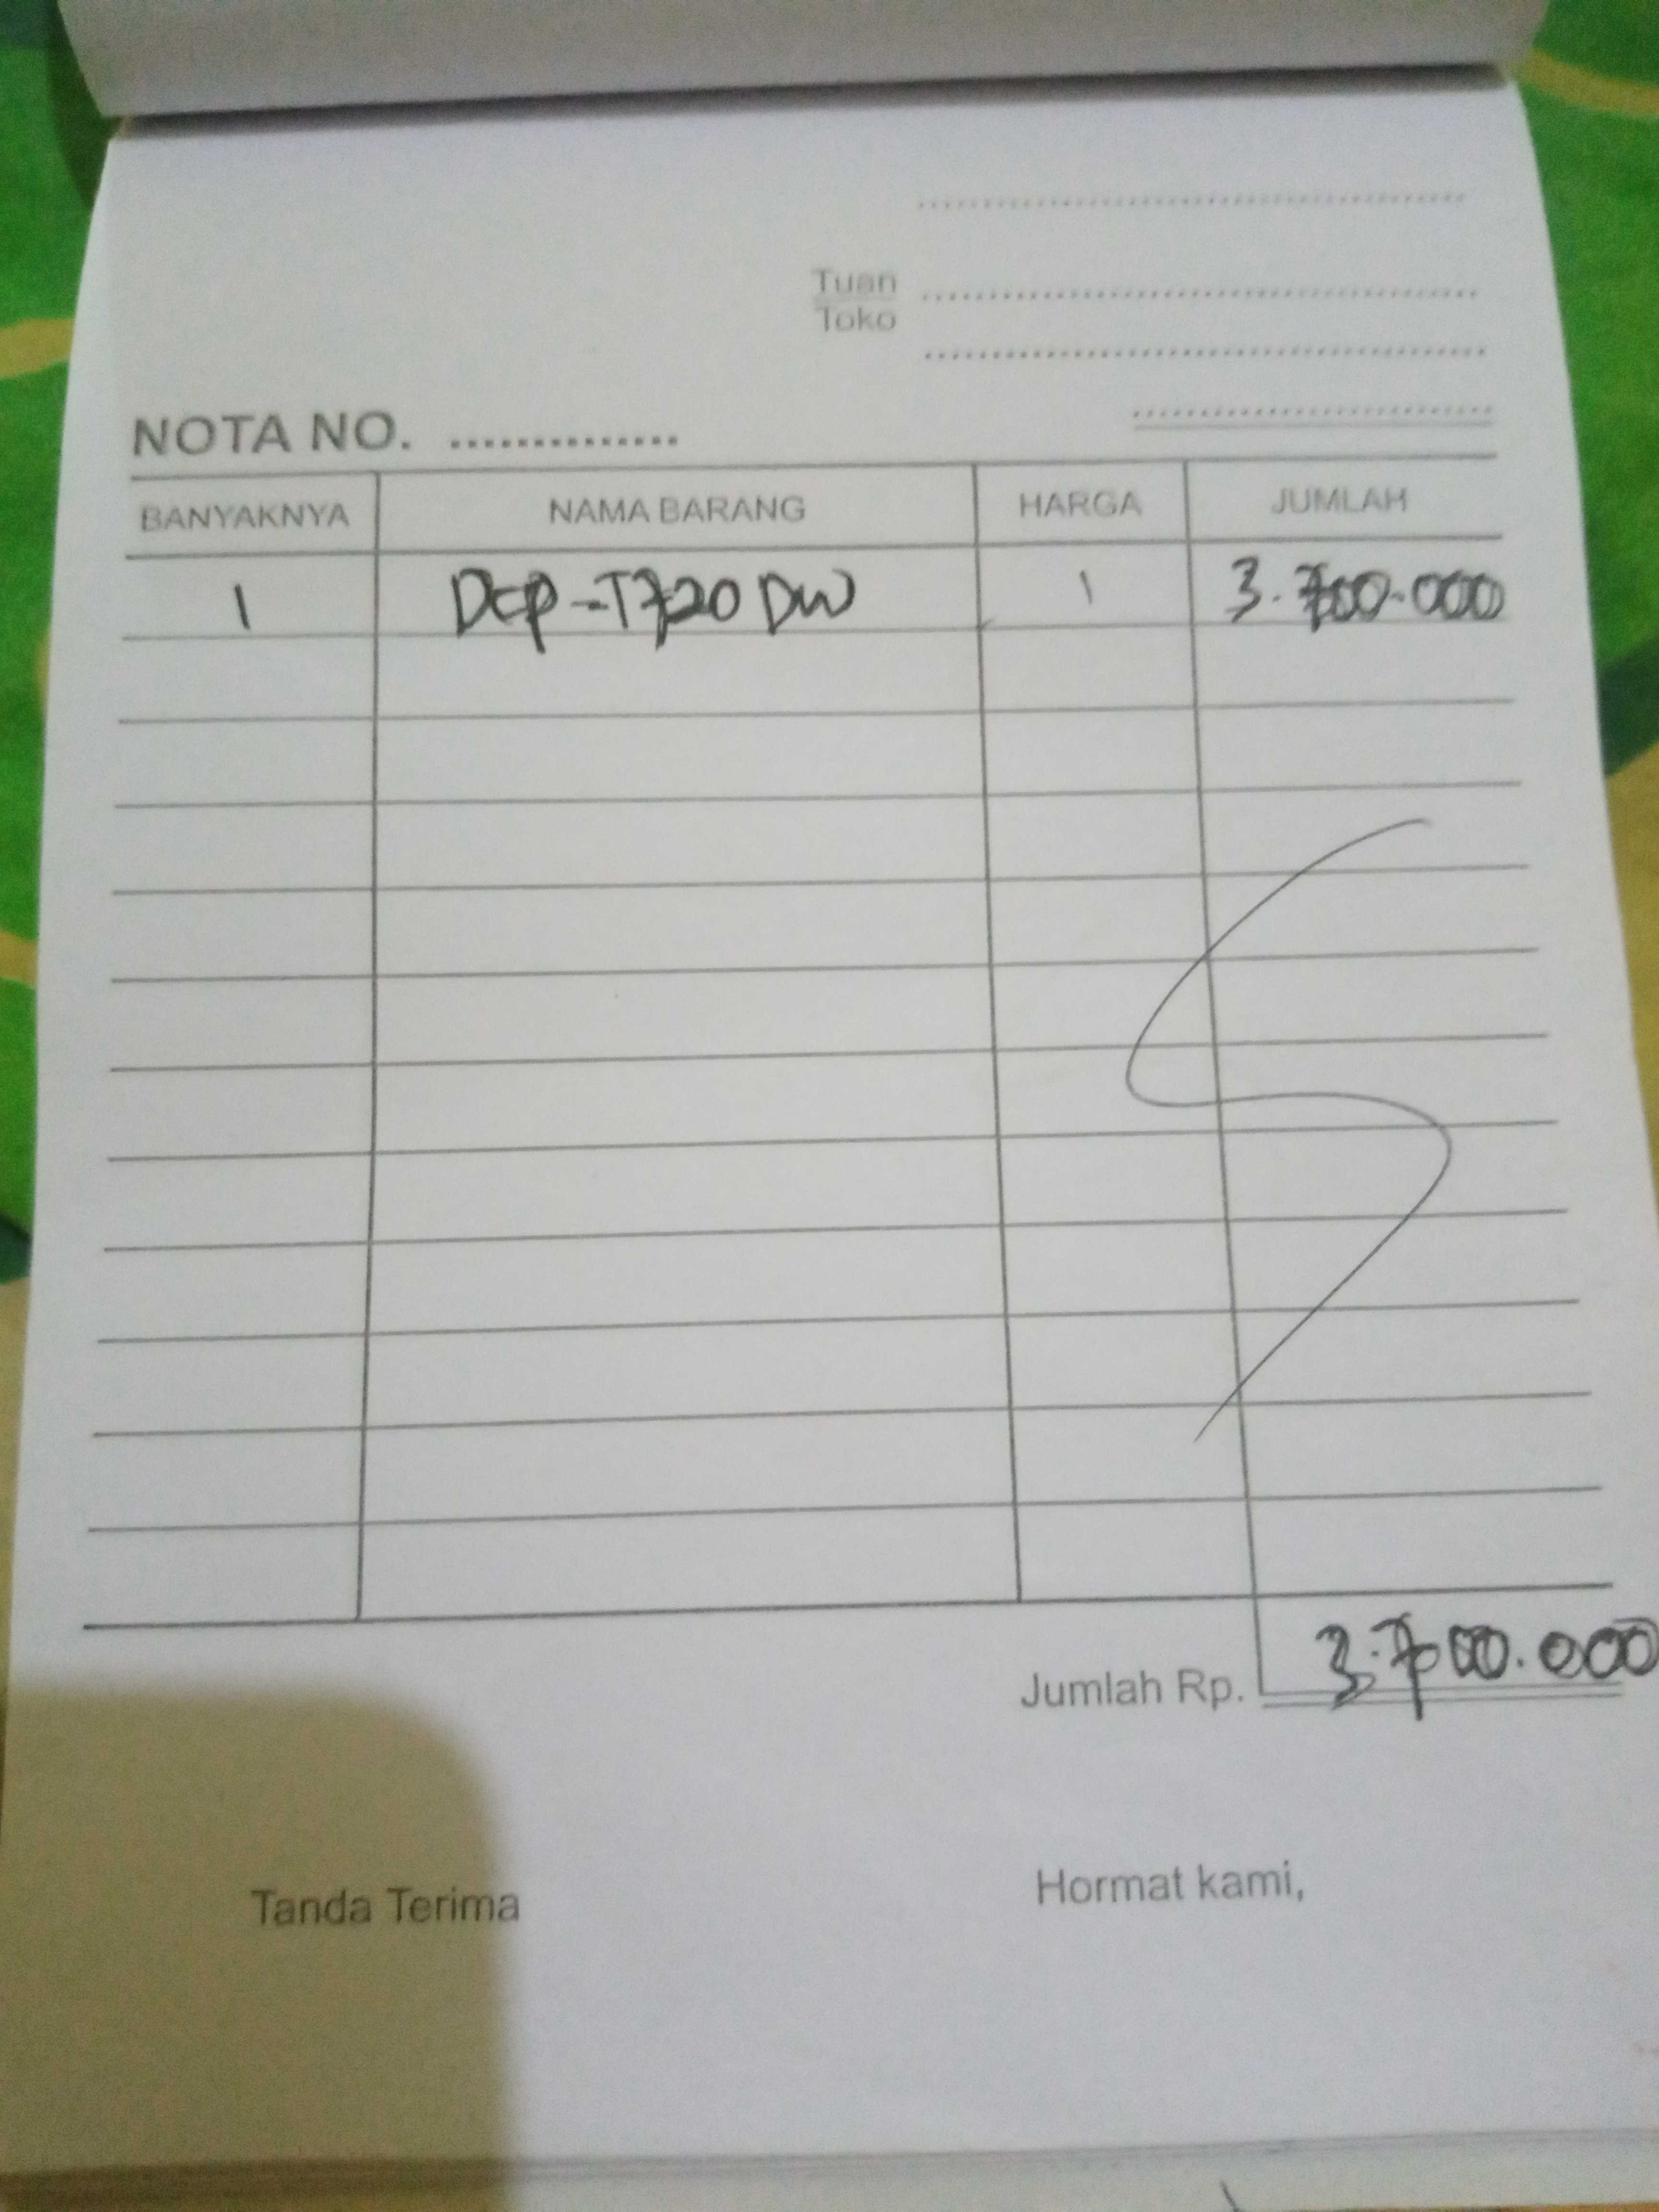 Tuan
Toko
NOTA NO. ..............
BANYAKNYA NAMA BARANG HARGA JUMLAH
1 DCP-T720 DW 1 3.700.000
Jumlah Rp. 3.700.000
Tanda Terima Hormat kami,